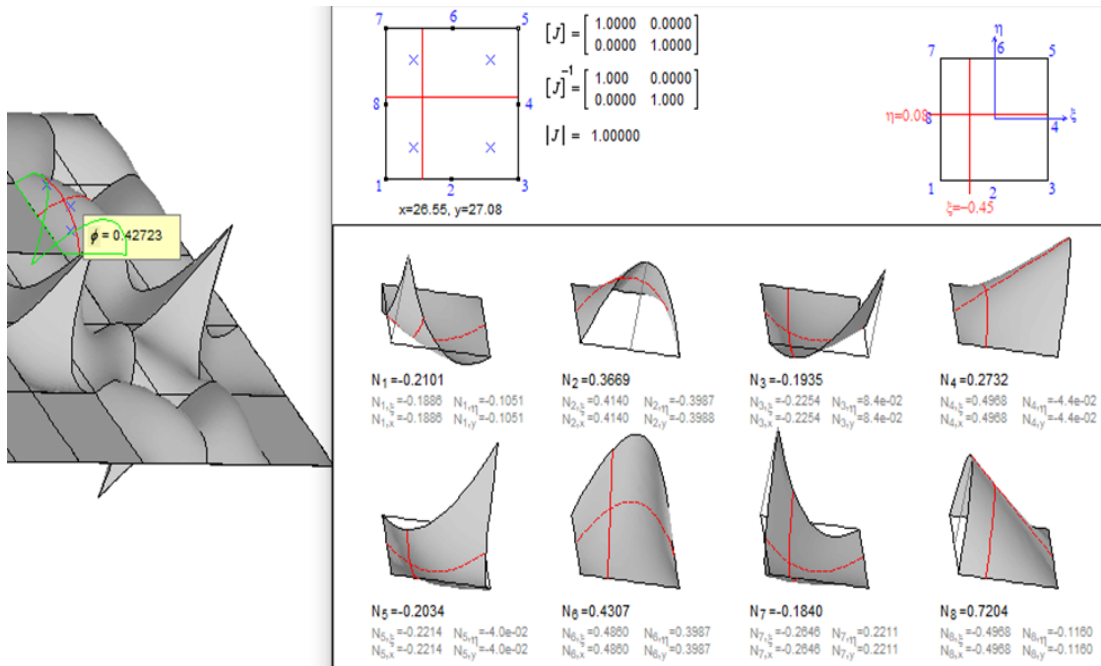 7 6 5
8 4
1 2 3
x=26.55, y=27.08
[J] = [ 1.0000 0.0000
0.0000 1.0000 ]
[J]⁻¹ = [ 1.000 0.0000
0.0000 1.000 ]
|J| = 1.00000
η
7 6 5
η=0.08 8 4 ξ
1 2 3
ξ=-0.45
ϕ = 0.42723
N1=-0.2101 N2=0.3669 N3=-0.1935 N4=0.2732
N1,ξ=-0.1886 N1,η=-0.1051 N2,ξ=0.4140 N2,η=-0.3987 N3,ξ=-0.2254 N3,η=8.4e-02 N4,ξ=0.4968 N4,η=-4.4e-02
N1,x=-0.1886 N1,y=-0.1051 N2,x=0.4140 N2,y=-0.3988 N3,x=-0.2254 N3,y=8.4e-02 N4,x=0.4968 N4,y=-4.4e-02
N5=-0.2034 N6=0.4307 N7=-0.1840 N8=0.7204
N5,ξ=-0.2214 N5,η=-4.0e-02 N6,ξ=0.4860 N6,η=0.3987 N7,ξ=-0.2646 N7,η=0.2211 N8,ξ=-0.4968 N8,η=-0.1160
N5,x=-0.2214 N5,y=-4.0e-02 N6,x=0.4860 N6,y=0.3987 N7,x=-0.2646 N7,y=0.2211 N8,x=-0.4968 N8,y=-0.1160